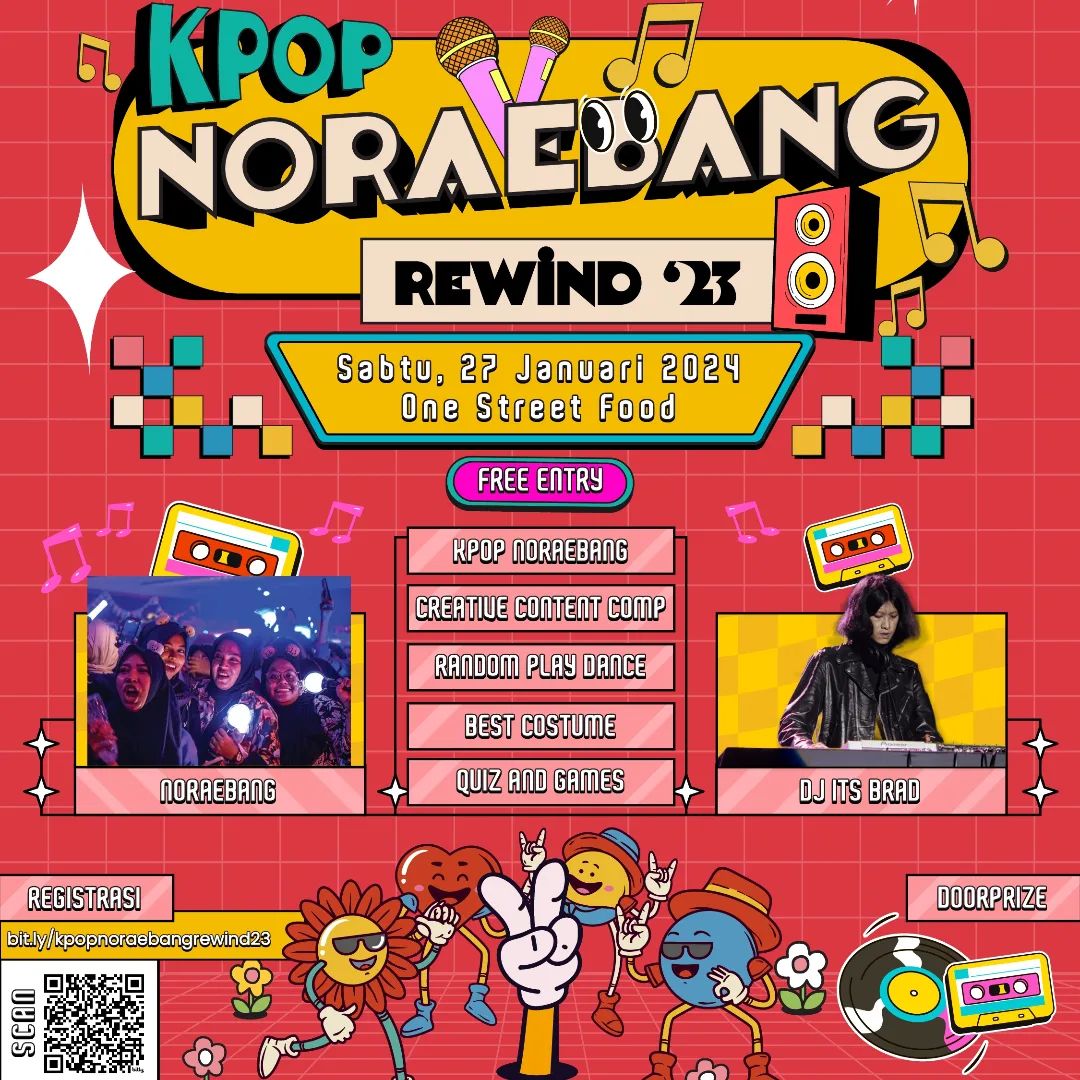 KPOP
NORAEBANG
REWIND '23
Sabtu, 27 Januari 2024
One Street Food
FREE ENTRY
KPOP NORAEBANG
CREATIVE CONTENT COMP
RANDOM PLAY DANCE
BEST COSTUME
QUIZ AND GAMES
NORAEBANG
DJ ITS BRAD
REGISTRASI
bit.ly/kpopnoraebangrewind23
SCAN
DOORPRIZE